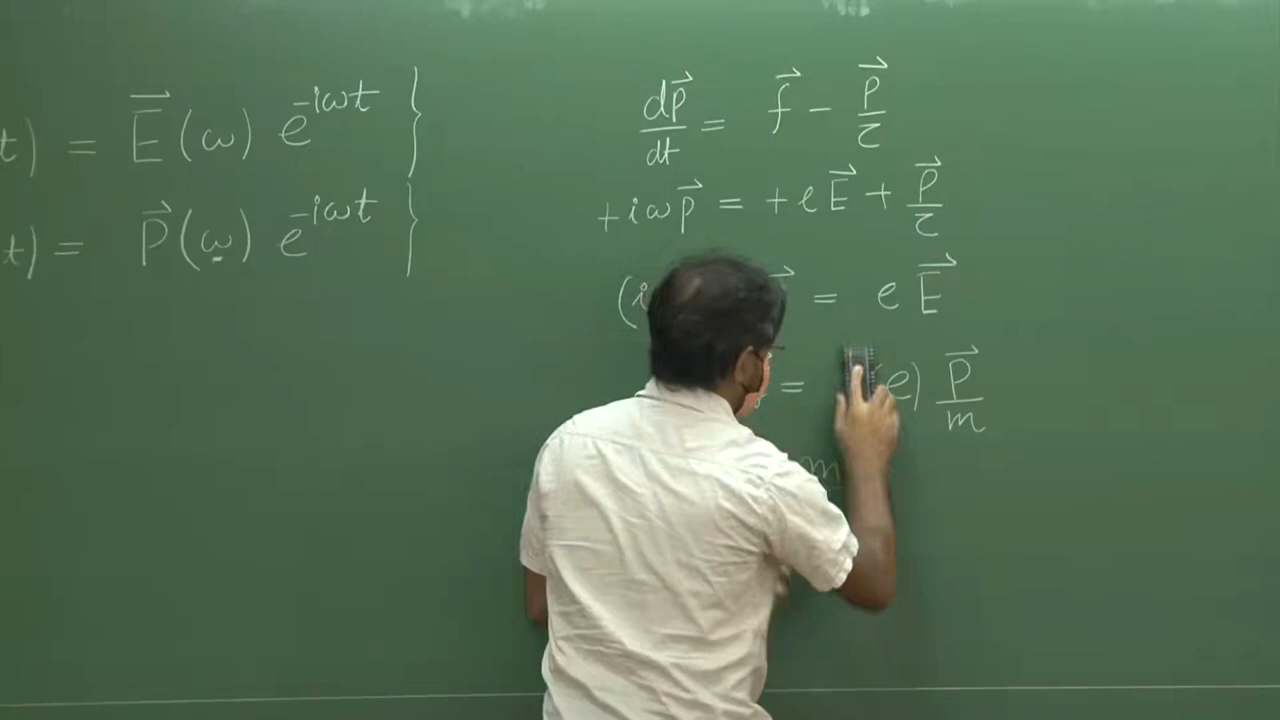 t) = E⃗(ω) e^{-iωt} }
t) = P⃗(ω) e^{-iωt} }
dp⃗/dt = f⃗ - p⃗/τ
+iωp⃗ = +eE⃗ + p⃗/τ
(i = eE⃗
= e) p⃗/m
m